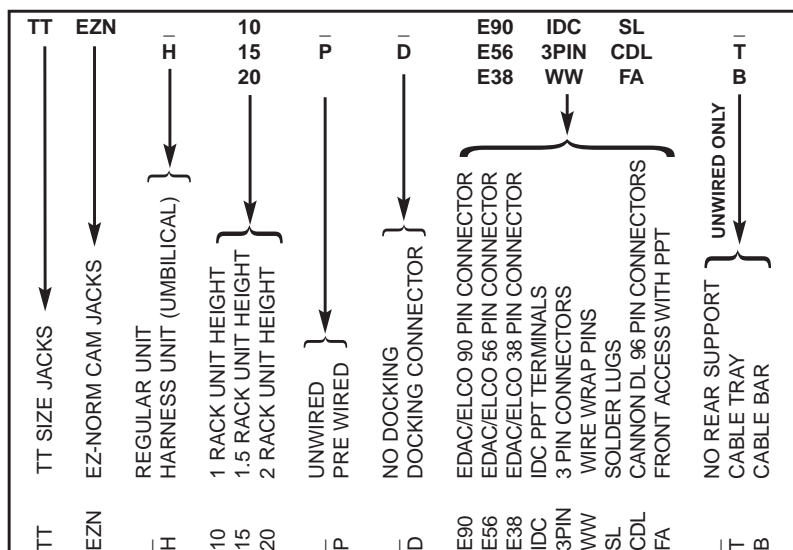 TT EZN _ 10 _ _ E90 IDC SL _
H 15 P D E56 3PIN CDL T
20 E38 WW FA B
UNWIRED ONLY
TT SIZE JACKS
EZ-NORM CAM JACKS
REGULAR UNIT
HARNESS UNIT (UMBILICAL)
1 RACK UNIT HEIGHT
1.5 RACK UNIT HEIGHT
2 RACK UNIT HEIGHT
UNWIRED
PRE WIRED
NO DOCKING
DOCKING CONNECTOR
EDAC/ELCO 90 PIN CONNECTOR
EDAC/ELCO 56 PIN CONNECTOR
EDAC/ELCO 38 PIN CONNECTOR
IDC PPT TERMINALS
3 PIN CONNECTORS
WIRE WRAP PINS
SOLDER LUGS
CANNON DL 96 PIN CONNECTORS
FRONT ACCESS WITH PPT
NO REAR SUPPORT
CABLE TRAY
CABLE BAR
TT
EZN
_
H
10
15
20
_
P
_
D
E90
E56
E38
IDC
3PIN
WW
SL
CDL
FA
_
T
B